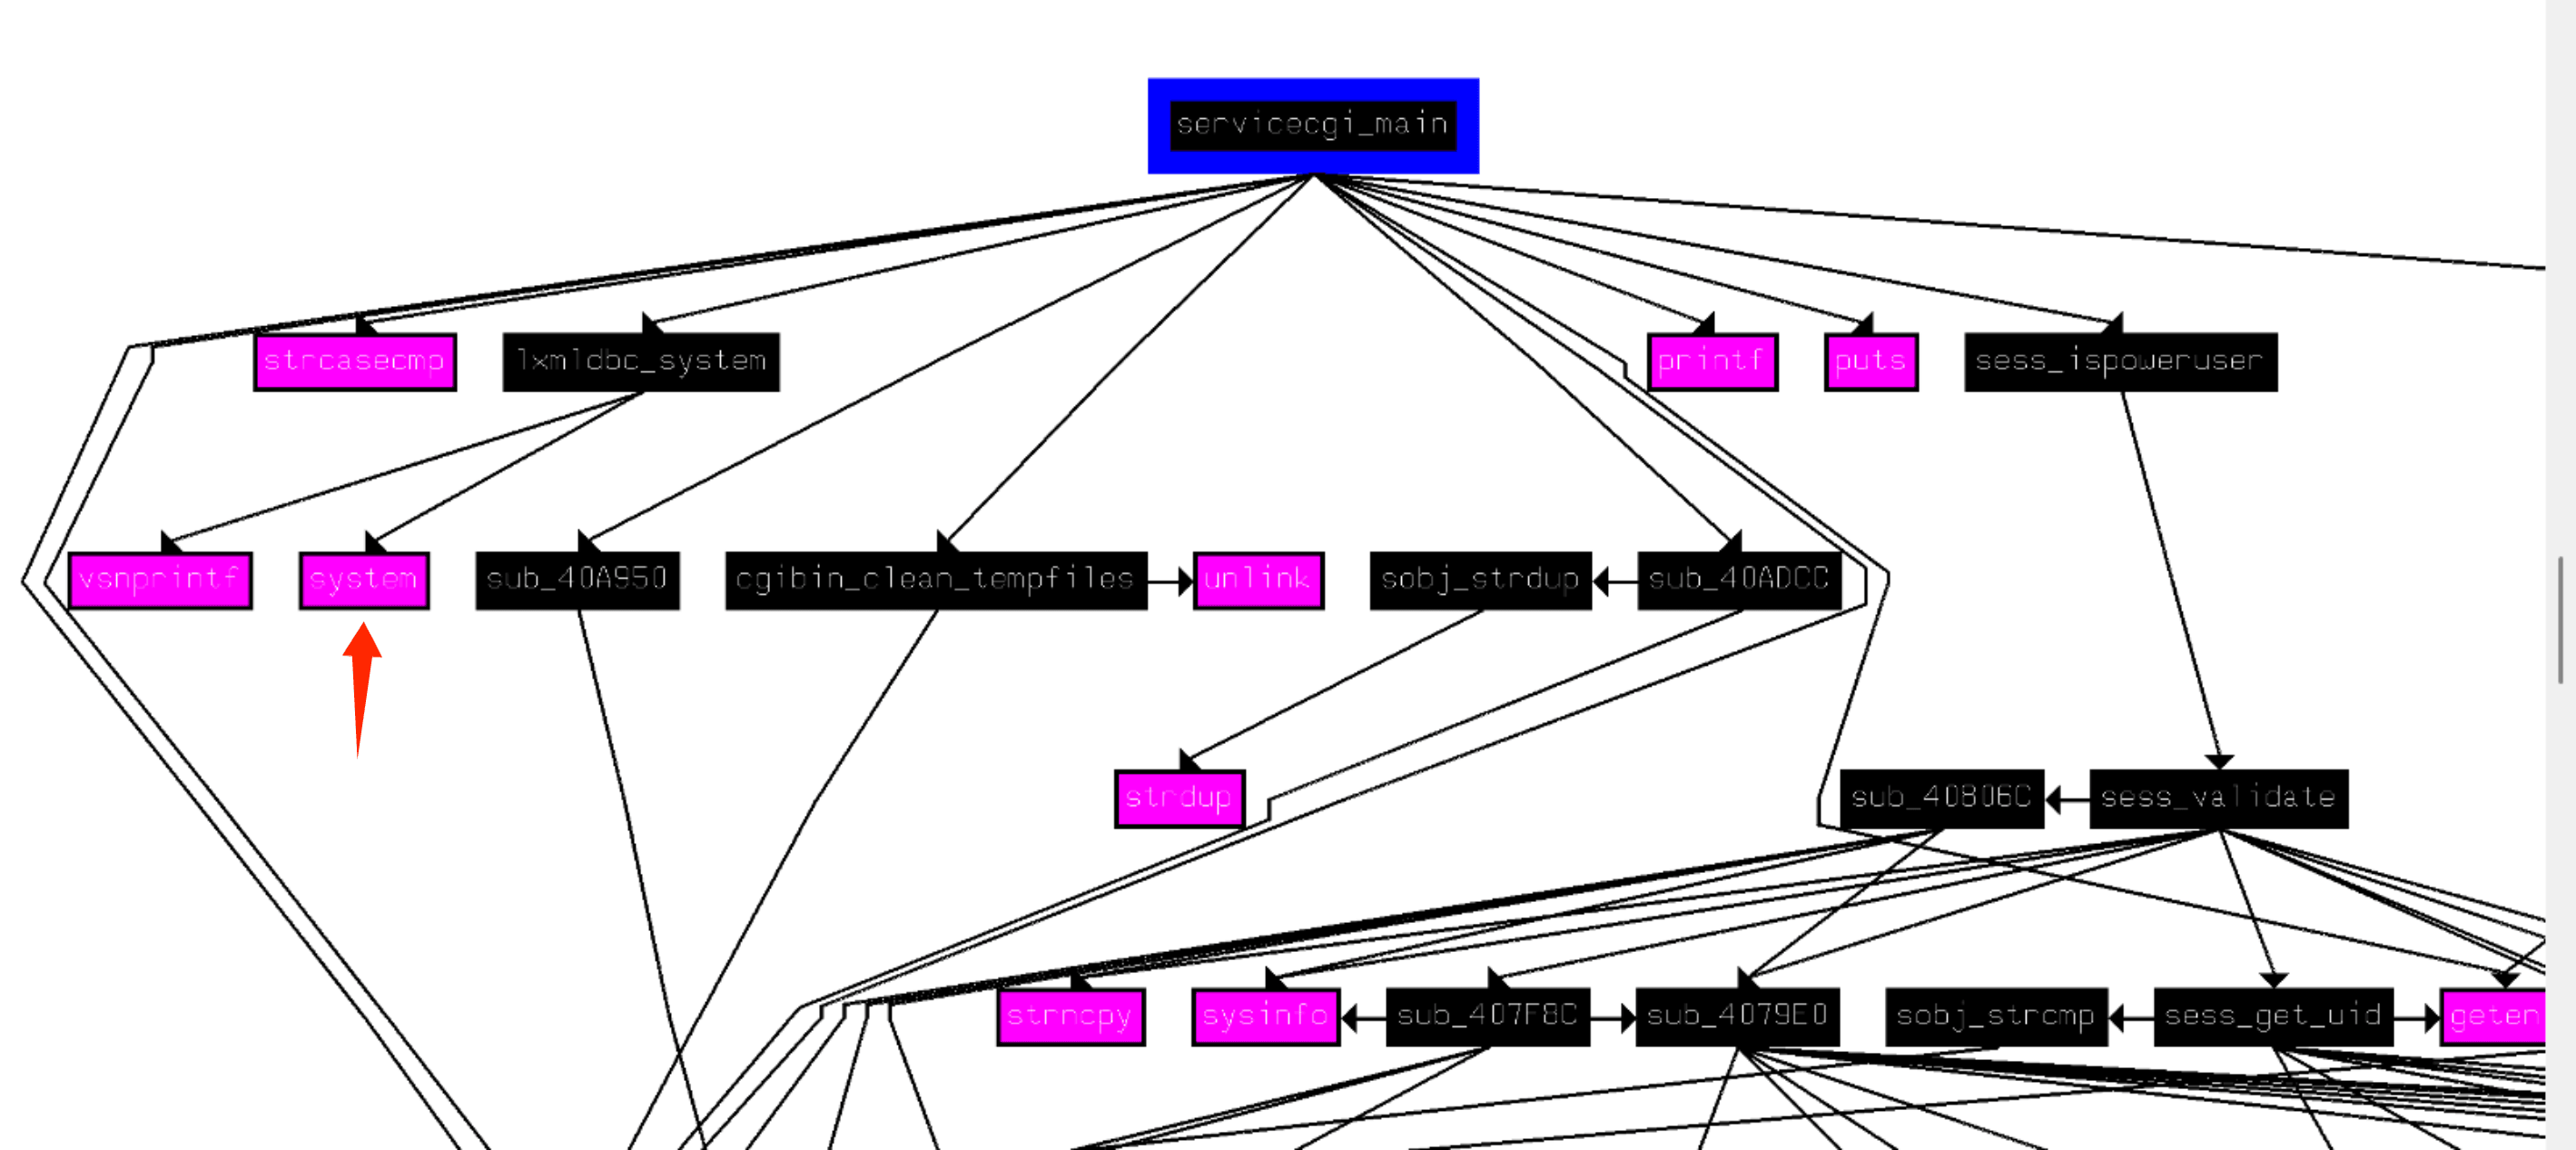 servicecgi_main
strcasecmp
lxmldbc_system
printf
puts
sess_ispoweruser
vsnprintf
system
sub_40A950
cgibin_clean_tempfiles
unlink
sobj_strdup
sub_40ADCC
strdup
sub_40806C
sess_validate
strncpy
sysinfo
sub_407F8C
sub_4079E0
sobj_strcmp
sess_get_uid
geten